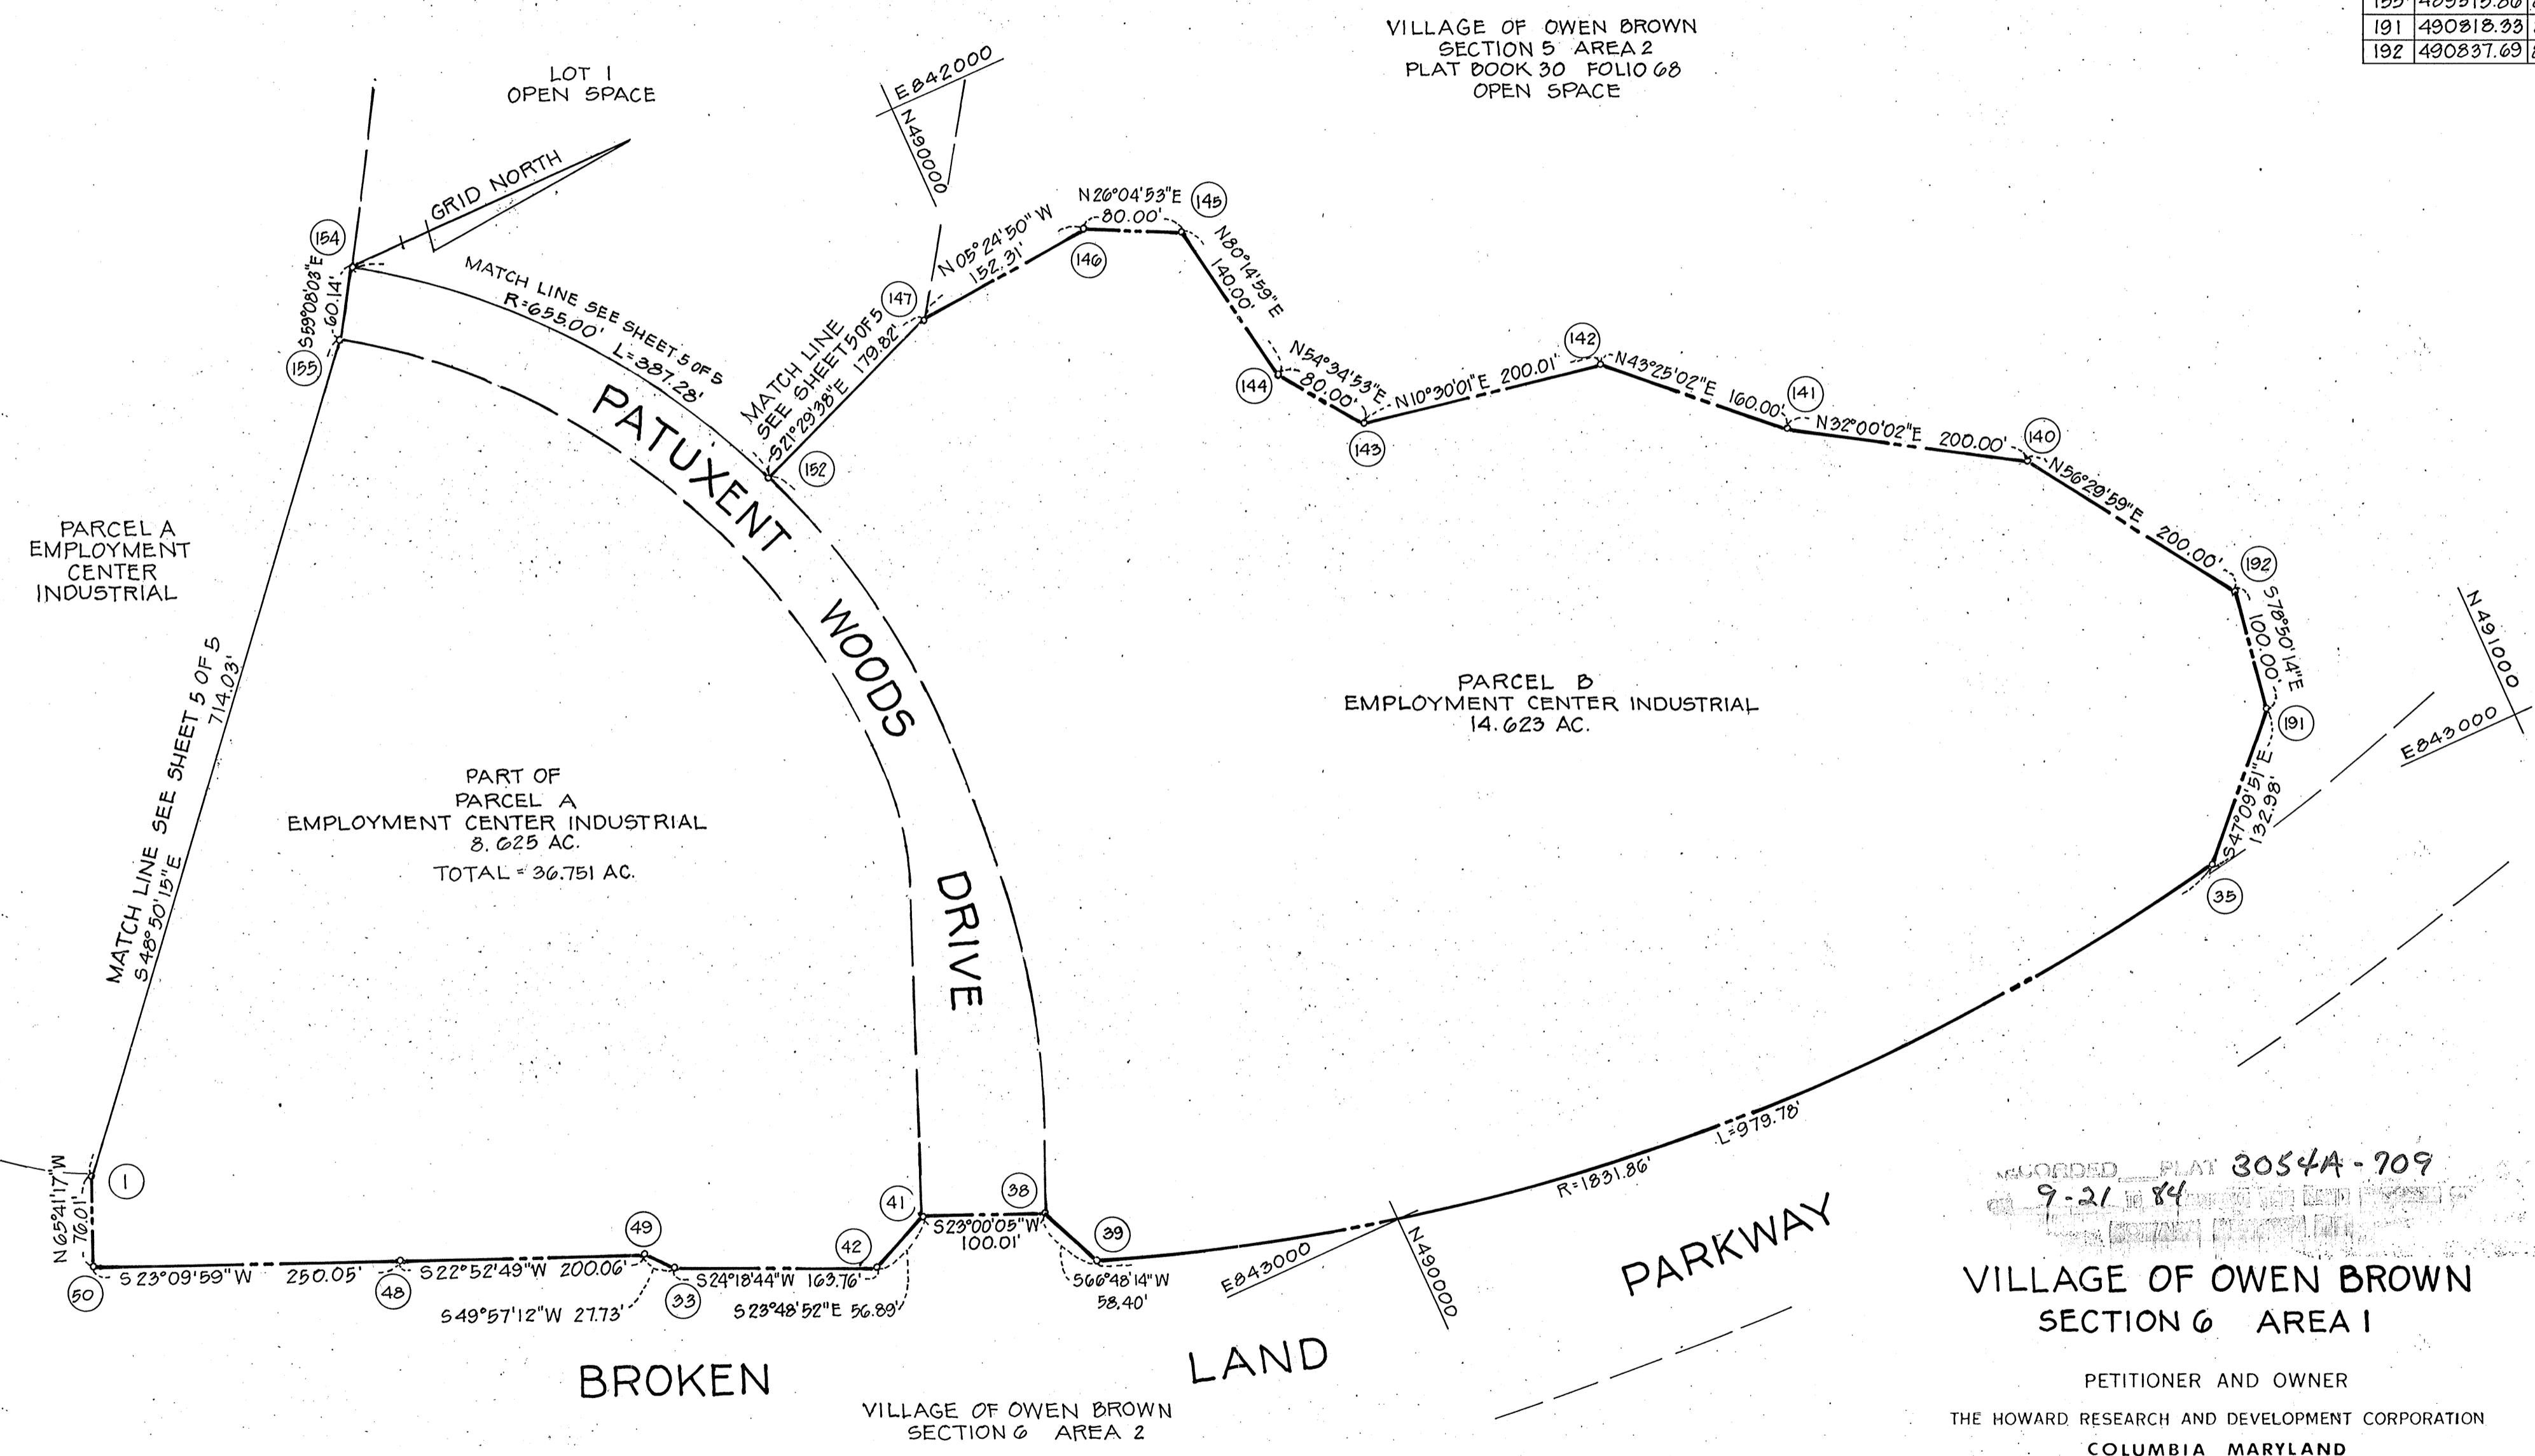 VILLAGE OF OWEN BROWN
SECTION 5 AREA 2
PLAT BOOK 30 FOLIO 68
OPEN SPACE
191 490818.33
192 490837.69
LOT 1
OPEN SPACE
E842000
N490000
GRID NORTH
154
S59°08'03"E
60.14'
155
MATCH LINE SEE SHEET 5 OF 5
R=655.00' L=387.28'
MATCH LINE
SEE SHEET 5 OF 5
S21°29'38"E 179.82'
147
152
N05°24'50"W
152.31'
146
N26°04'53"E
80.00'
145
N80°14'59"E
140.00'
144
N54°34'53"E
80.00'
143
N10°30'01"E 200.01'
142
N43°25'02"E 160.00'
141
N32°00'02"E 200.00'
140
N56°29'59"E 200.00'
192
S78°50'14"E
100.00'
191
S47°09'51"E
132.98'
35
N491000
E843000
PARCEL A
EMPLOYMENT
CENTER
INDUSTRIAL
MATCH LINE SEE SHEET 5 OF 5
S48°50'15"E 714.03'
PATUXENT WOODS DRIVE
PARCEL B
EMPLOYMENT CENTER INDUSTRIAL
14.623 AC.
PART OF
PARCEL A
EMPLOYMENT CENTER INDUSTRIAL
8.625 AC.
TOTAL = 36.751 AC.
1
N65°41'17"W
76.01'
50
S23°09'59"W 250.05'
48
S22°52'49"W 200.06'
49
S49°57'12"W 27.73'
33
S24°18'44"W 163.76'
42
S23°48'52"E 56.89'
41
S23°00'05"W
100.01'
38
39
S66°48'14"W
58.40'
E843000
N490000
R=1831.86'
L=979.78'
BROKEN LAND PARKWAY
VILLAGE OF OWEN BROWN
SECTION 6 AREA 2
RECORDED PLAT 3054A-709
9-21 84
VILLAGE OF OWEN BROWN
SECTION 6 AREA 1
PETITIONER AND OWNER
THE HOWARD RESEARCH AND DEVELOPMENT CORPORATION
COLUMBIA MARYLAND